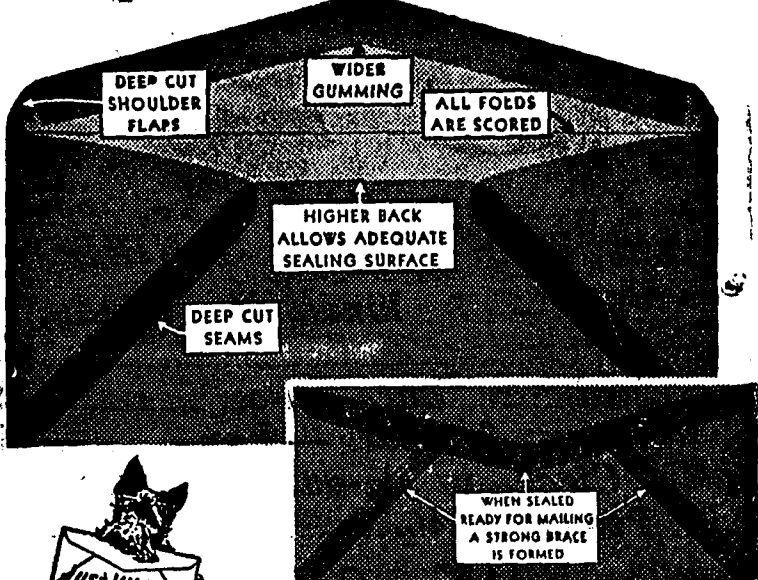 DEEP CUT
SHOULDER
FLAPS
WIDER
GUMMING
ALL FOLDS
ARE SCORED
HIGHER BACK
ALLOWS ADEQUATE
SEALING SURFACE
DEEP CUT
SEAMS
WHEN SEALED
READY FOR MAILING
A STRONG BRACE
IS FORMED